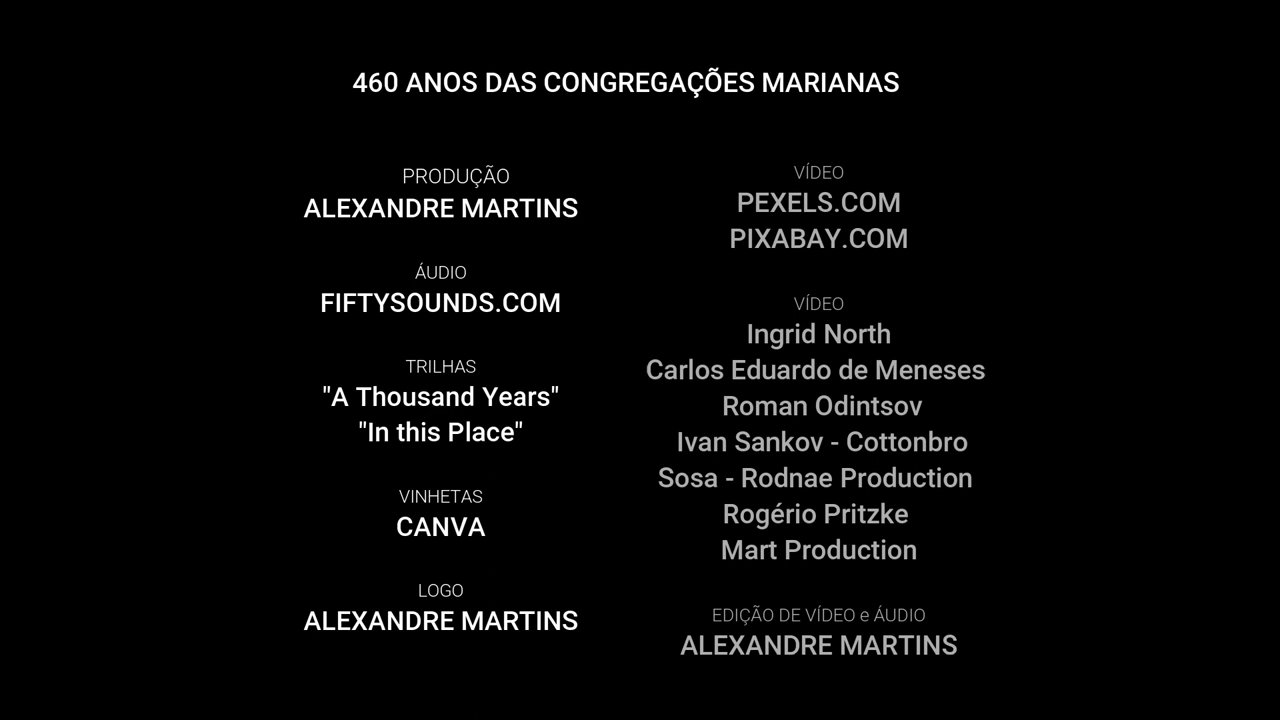 460 ANOS DAS CONGREGAÇÕES MARIANAS
PRODUÇÃO
ALEXANDRE MARTINS
ÁUDIO
FIFTYSOUNDS.COM
TRILHAS
"A Thousand Years"
"In this Place"
VINHETAS
CANVA
LOGO
ALEXANDRE MARTINS
VÍDEO
PEXELS.COM
PIXABAY.COM
VÍDEO
Ingrid North
Carlos Eduardo de Meneses
Roman Odintsov
Ivan Sankov - Cottonbro
Sosa - Rodnae Production
Rogério Pritzke
Mart Production
EDIÇÃO DE VÍDEO e ÁUDIO
ALEXANDRE MARTINS